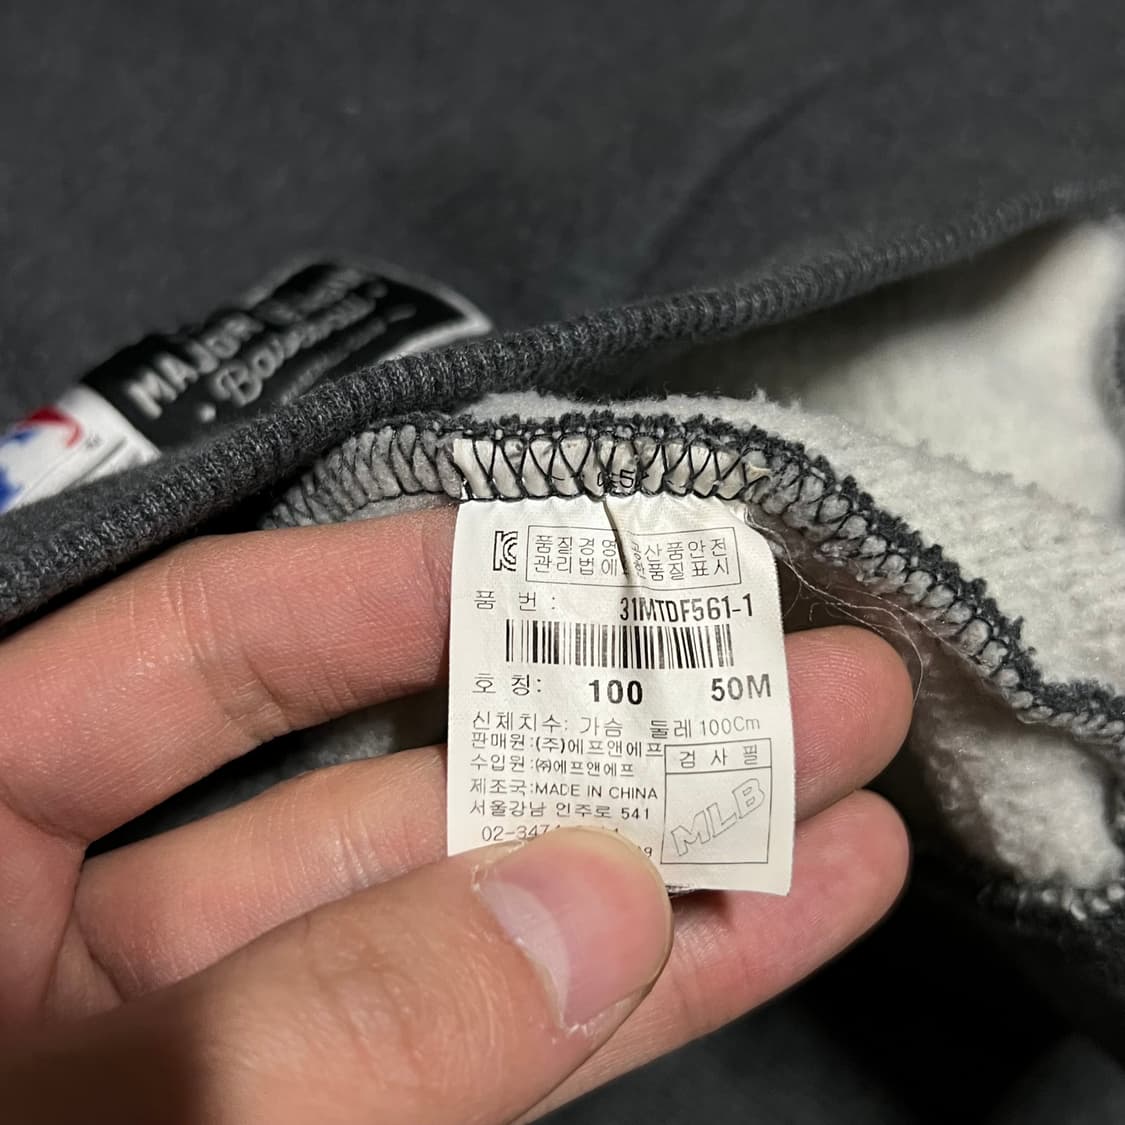 MAJOR
품질경영 공산품안전
관리법에 품질표시
품 번 : 31MTDF561-1
호 칭: 100 50M
신체치수: 가슴 둘레 100Cm
판매원:(주)에프앤에프
수입원:㈜에프앤에프
제조국:MADE IN CHINA
서울강남 언주로 541
02-347
검 사 필
MLB